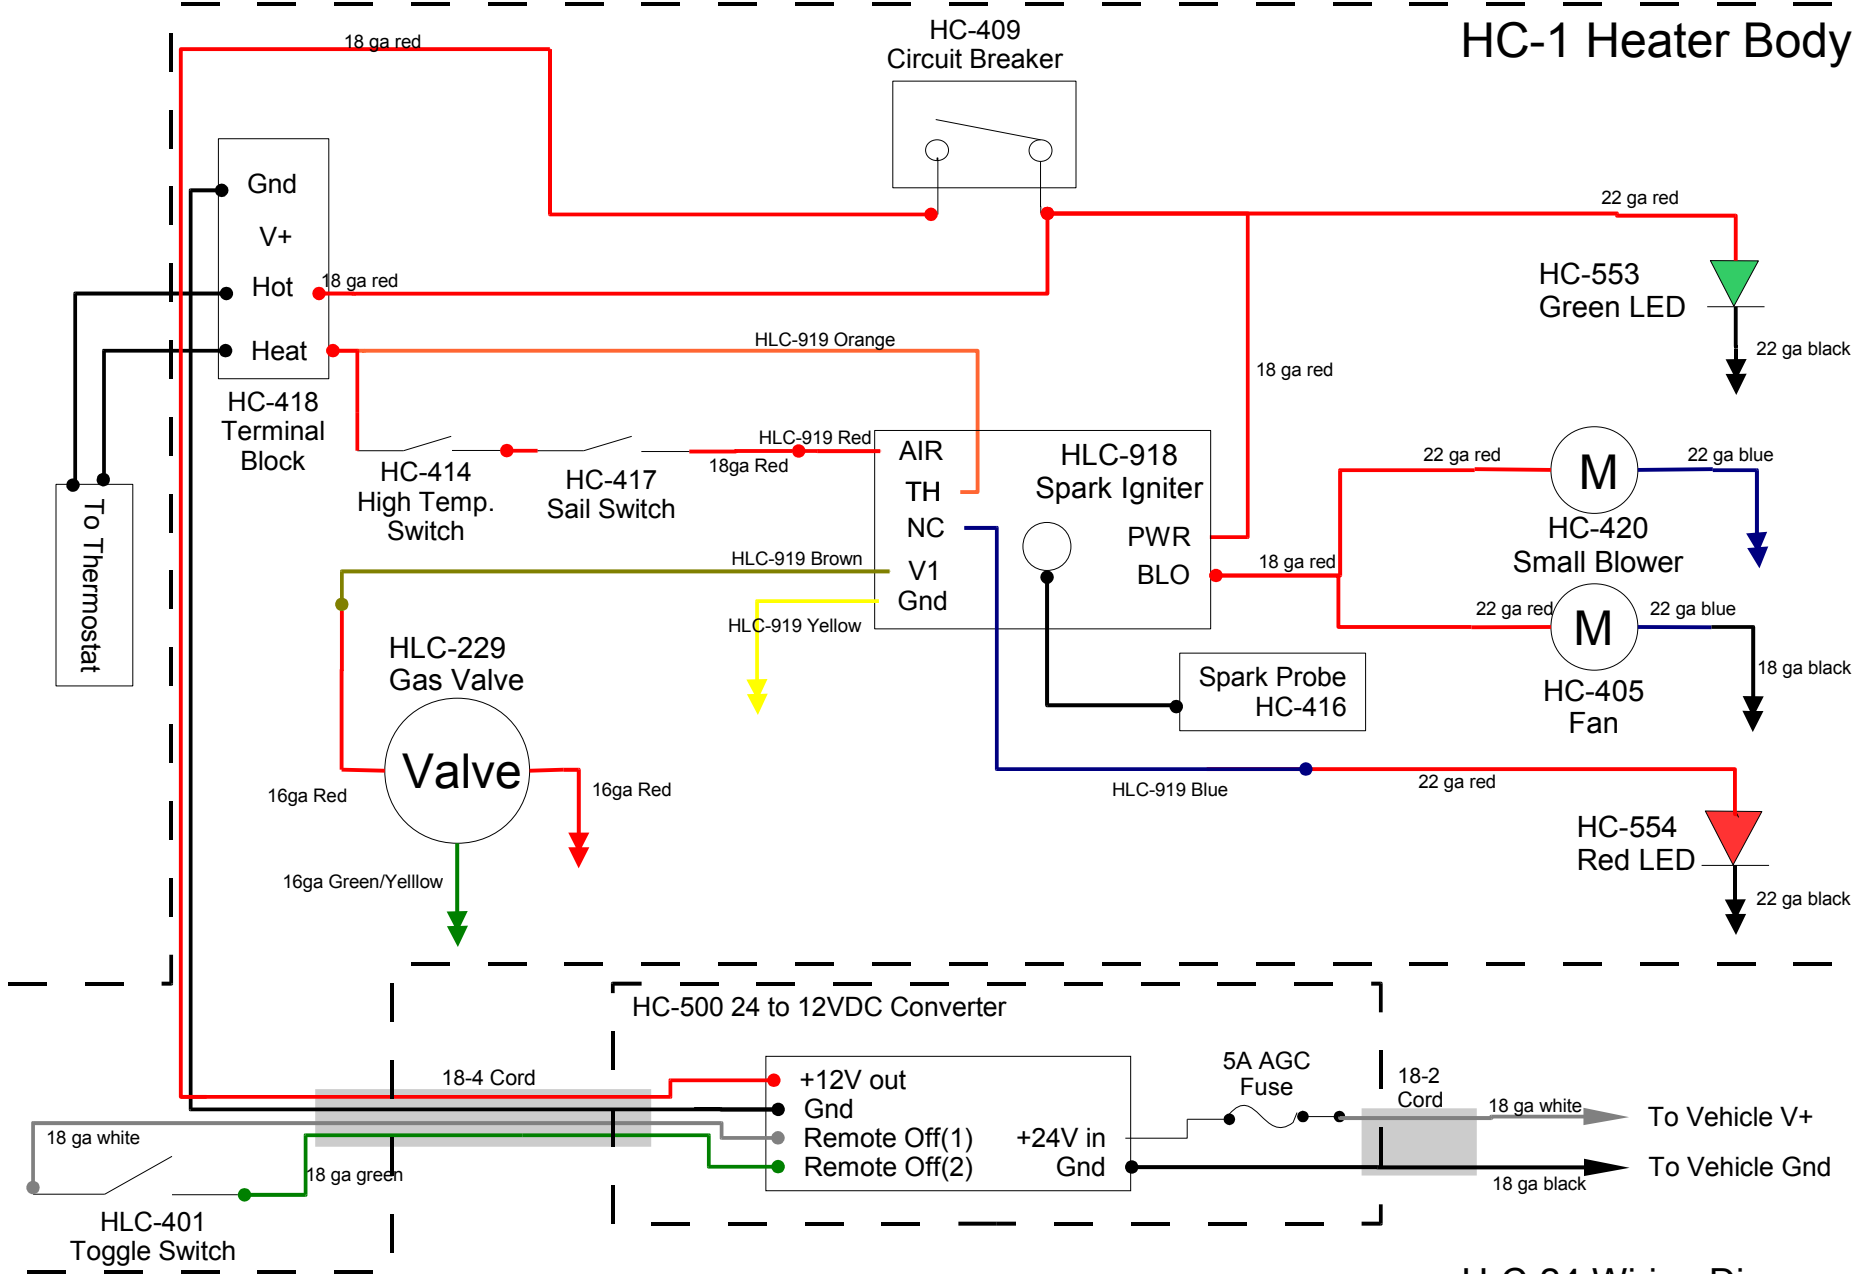 HC-1 Heater Body
18 ga red
HC-409
Circuit Breaker
Gnd
V+
Hot
Heat
18 ga red
HC-418
Terminal
Block
22 ga red
HC-553
Green LED
22 ga black
HLC-919 Orange
18 ga red
HC-414
High Temp.
Switch
HC-417
Sail Switch
HLC-919 Red
18ga Red
AIR
TH
NC
V1
Gnd
HLC-918
Spark Igniter
PWR
BLO
18 ga red
22 ga red
M
22 ga blue
HC-420
Small Blower
22 ga red
M
22 ga blue
18 ga black
HC-405
Fan
To Thermostat
HLC-919 Brown
HLC-919 Yellow
HLC-229
Gas Valve
Valve
16ga Red
16ga Red
16ga Green/Yelllow
Spark Probe
HC-416
HLC-919 Blue
22 ga red
HC-554
Red LED
22 ga black
HC-500 24 to 12VDC Converter
18-4 Cord
+12V out
Gnd
Remote Off(1)
Remote Off(2)
+24V in
Gnd
5A AGC
Fuse
18-2
Cord
18 ga white
To Vehicle V+
To Vehicle Gnd
18 ga black
18 ga white
18 ga green
HLC-401
Toggle Switch